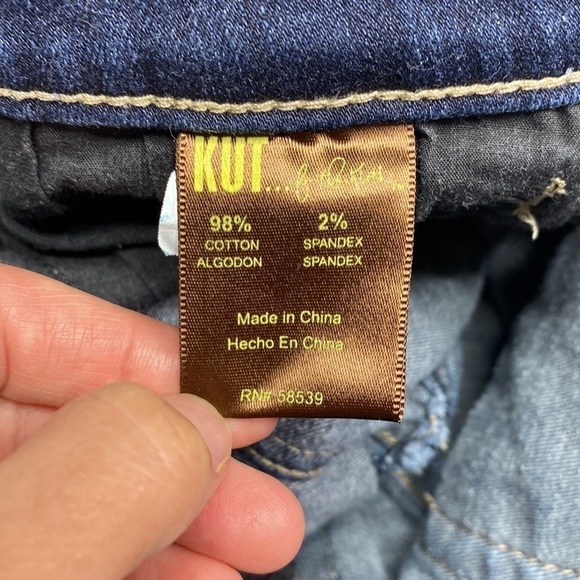 KUT...
98% 2%
COTTON SPANDEX
ALGODON SPANDEX
Made in China
Hecho En China
RN# 58539